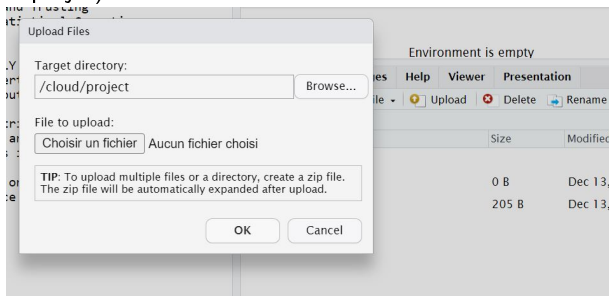 and Trusting
Upload Files
Environment is empty
Target directory:
/cloud/project
Browse...
Help Viewer Presentation
Upload Delete Rename
File to upload:
Choisir un fichier Aucun fichier choisi
Size Modified
TIP: To upload multiple files or a directory, create a zip file.
The zip file will be automatically expanded after upload.
0 B Dec 13,
205 B Dec 13,
OK Cancel